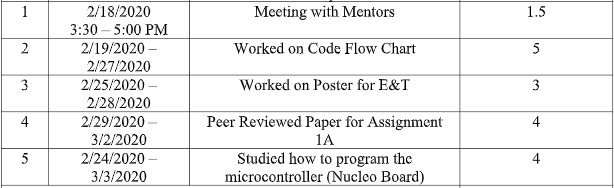 1 2/18/2020 Meeting with Mentors 1.5
3:30 – 5:00 PM
2 2/19/2020 – Worked on Code Flow Chart 5
2/27/2020
3 2/25/2020 – Worked on Poster for E&T 3
2/28/2020
4 2/29/2020 – Peer Reviewed Paper for Assignment 4
3/2/2020 1A
5 2/24/2020 – Studied how to program the 4
3/3/2020 microcontroller (Nucleo Board)